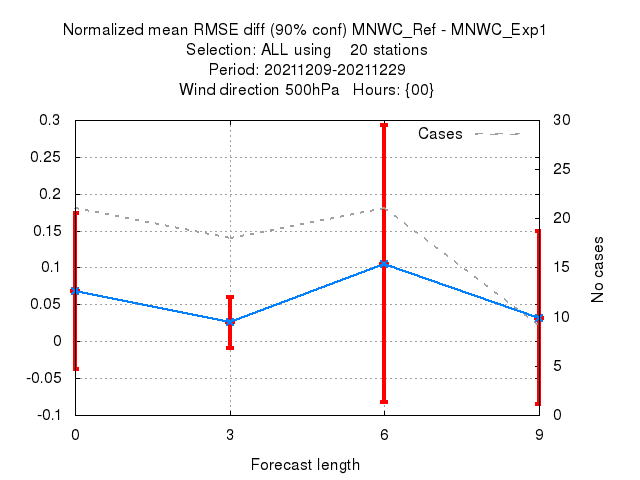 Normalized mean RMSE diff (90% conf) MNWC_Ref - MNWC_Exp1
Selection: ALL using 20 stations
Period: 20211209-20211229
Wind direction 500hPa Hours: {00}
0.3
0.25
0.2
0.15
0.1
0.05
0
-0.05
-0.1
Cases
30
25
20
15
10
5
0
No cases
0 3 6 9
Forecast length